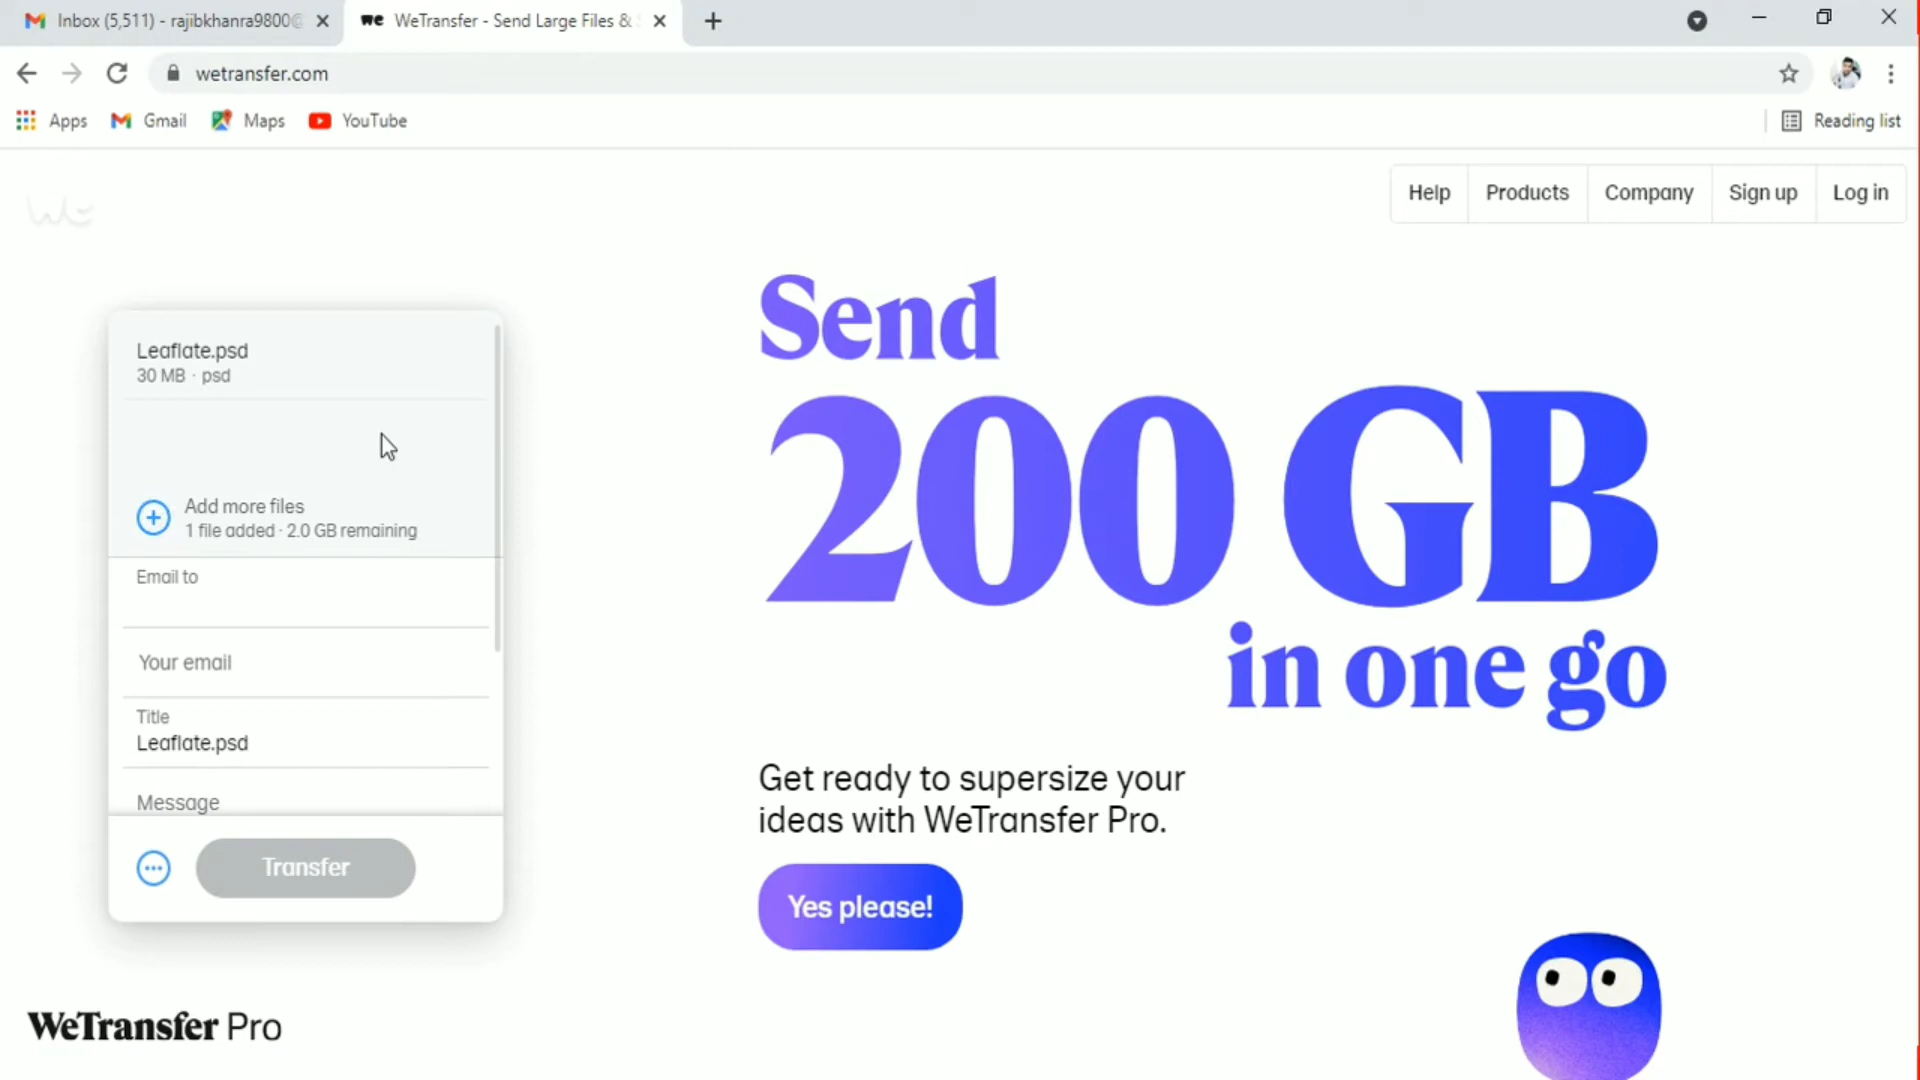 Inbox (5,511) - rajibkhanra9800@
WeTransfer - Send Large Files &
wetransfer.com
Apps
Gmail
Maps
YouTube
Reading list
we
Help
Products
Company
Sign up
Log in
Leaflate.psd
30 MB · psd
Add more files
1 file added · 2.0 GB remaining
Email to
Your email
Title
Leaflate.psd
Message
Transfer
Send
200 GB
in one go
Get ready to supersize your
ideas with WeTransfer Pro.
Yes please!
WeTransfer Pro